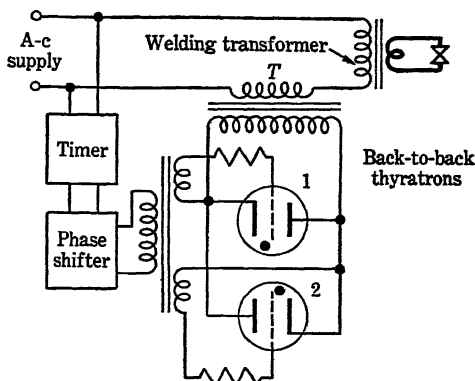 A-c
supply
Welding transformer
T
Timer
Phase
shifter
Back-to-back
thyratrons
1
2